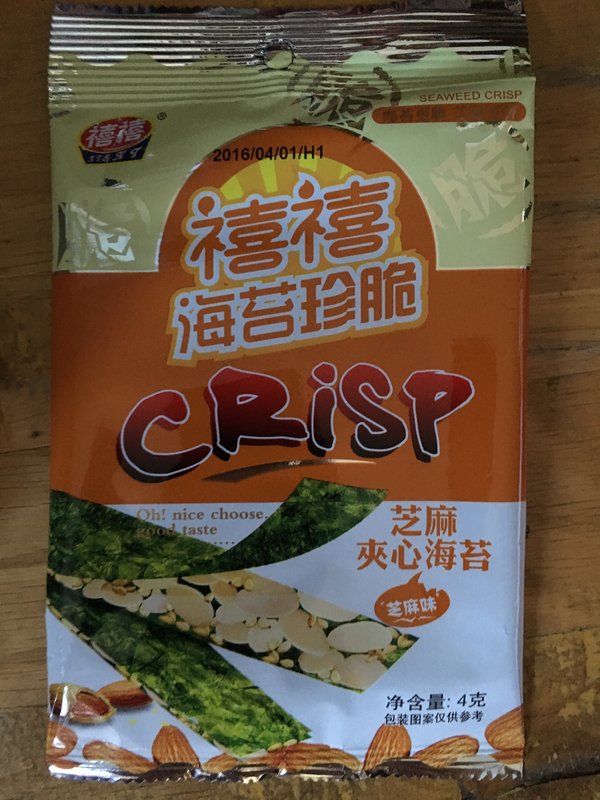 SEAWEED CRISP
禧禧
®
2016/04/01/H1
脆
禧禧
海苔珍脆
CRiSP
Oh! nice choose.
good taste
芝麻
夾心海苔
芝麻味
净含量: 4克
包装图案仅供参考